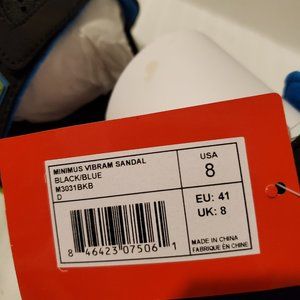 MINIMUS VIBRAM SANDAL
BLACK/BLUE
M3031BKB
D
8 46423 07506 1
USA
8
EU: 41
UK: 8
MADE IN CHINA
FABRIQUÉ EN CHINE